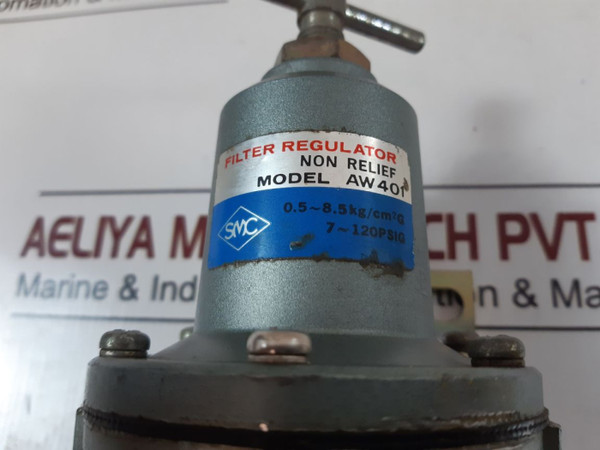 FILTER REGULATOR
NON RELIEF
MODEL AW401
0.5~8.5kg/cm²G
7~120PSIG
SMC
AELIYA M CH PVT
Marine & Ind n & Ma